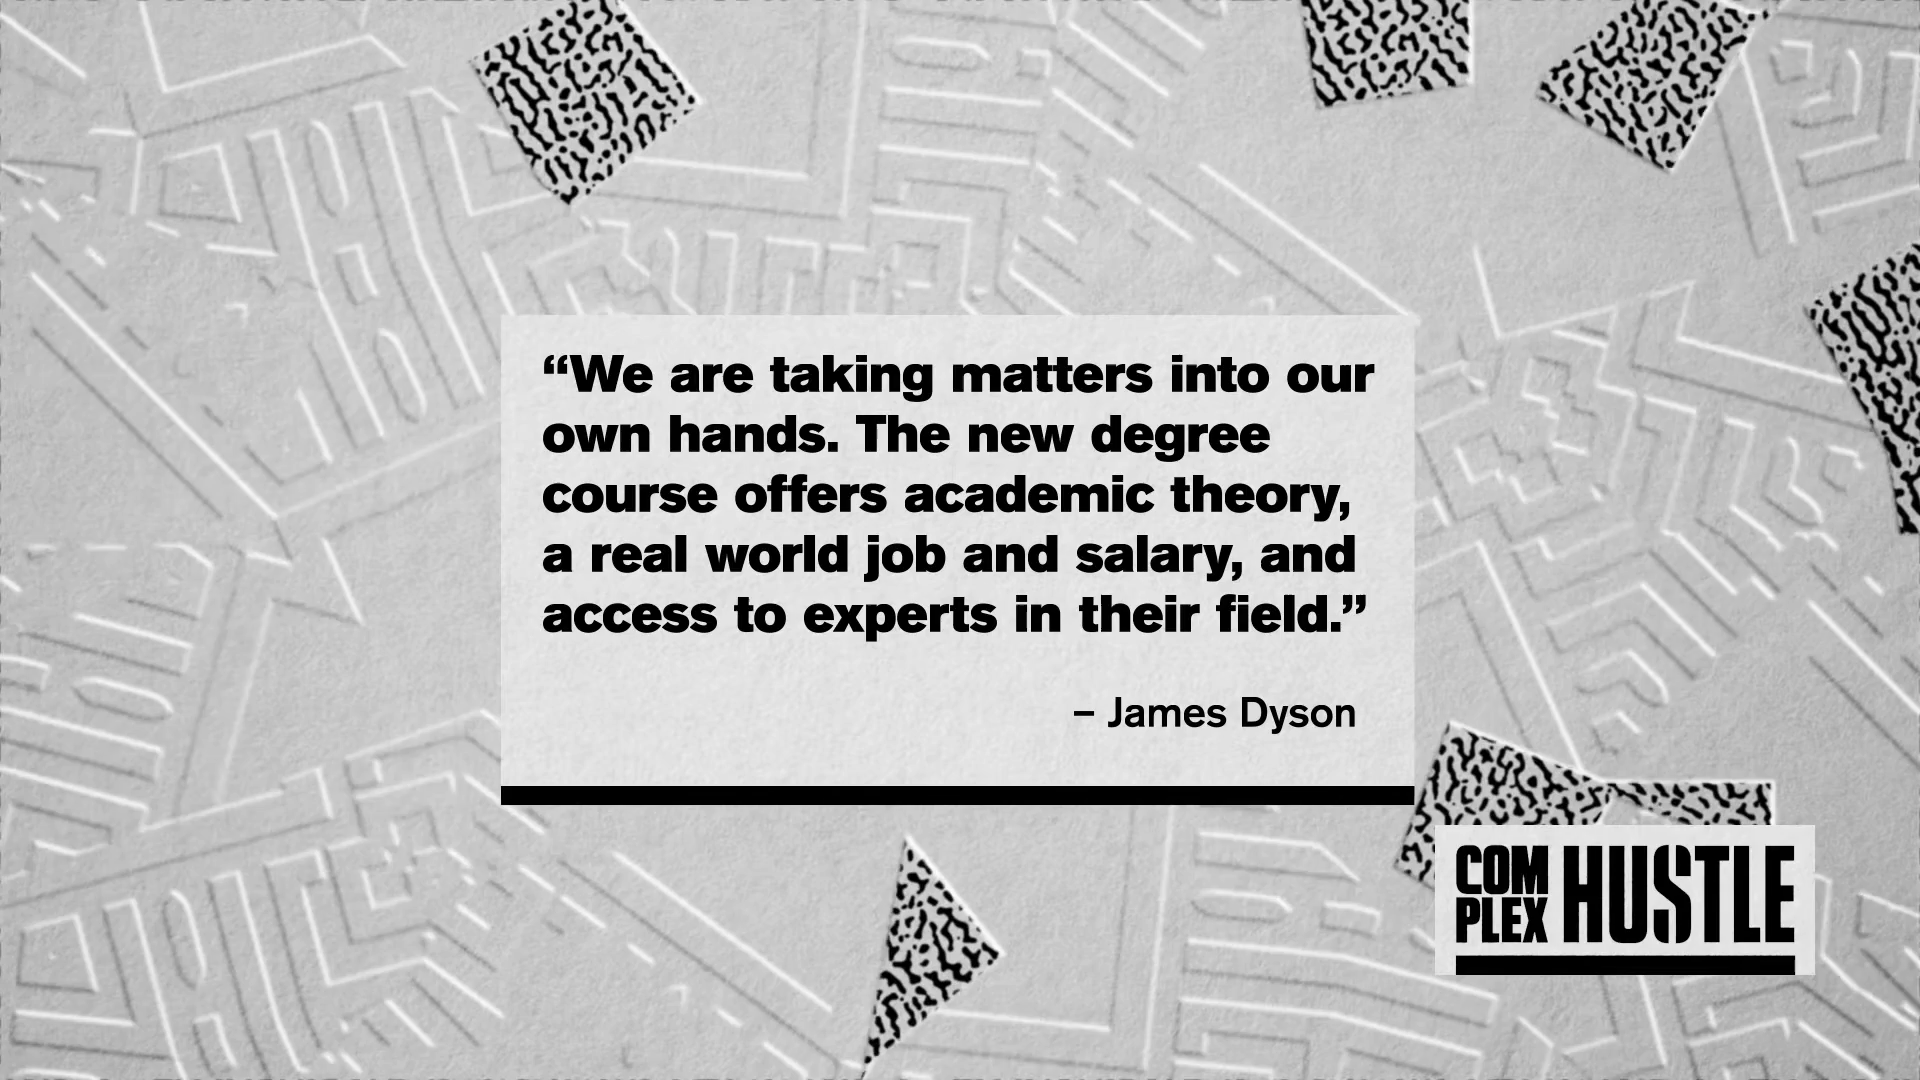 “We are taking matters into our
own hands. The new degree
course offers academic theory,
a real world job and salary, and
access to experts in their field.”
– James Dyson
COM
PLEX HUSTLE